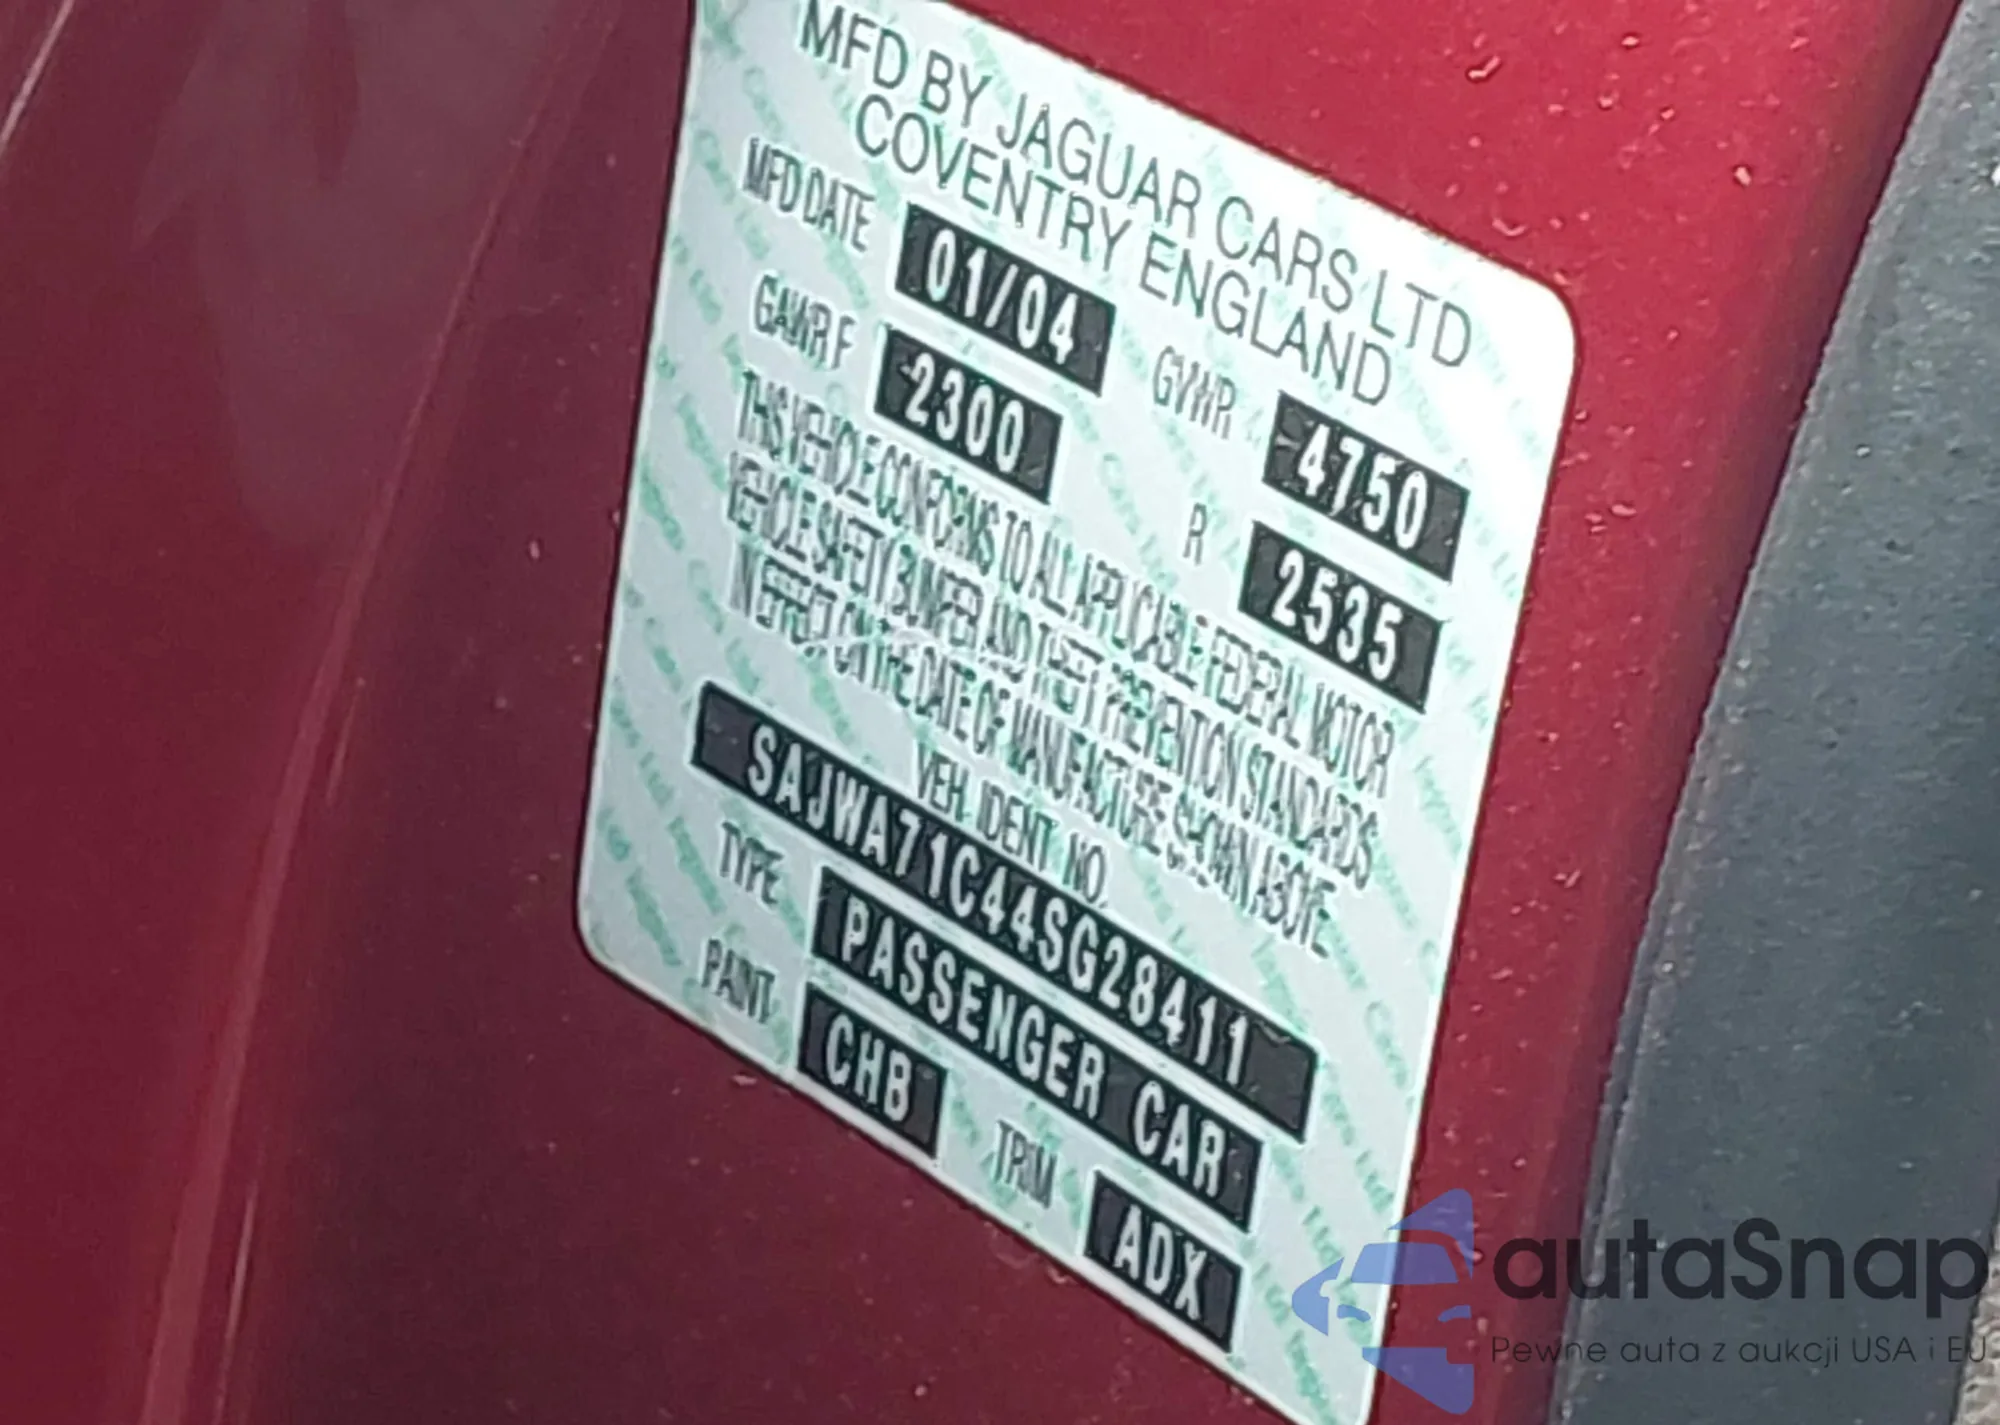 MFD BY JAGUAR CARS LTD
COVENTRY ENGLAND
MFD DATE 01/04 GVWR 4750
GAWR F 2300 R 2535
THIS VEHICLE CONFORMS TO ALL APPLICABLE FEDERAL MOTOR
VEHICLE SAFETY BUMPER AND THEFT PREVENTION STANDARDS
IN EFFECT ON THE DATE OF MANUFACTURE SHOWN ABOVE
VEH. IDENT NO.
SAJWA71C44SG28411
TYPE PASSENGER CAR
PAINT CHB TRIM ADX
autaSnap
Pewne auta z aukcji USA i EU